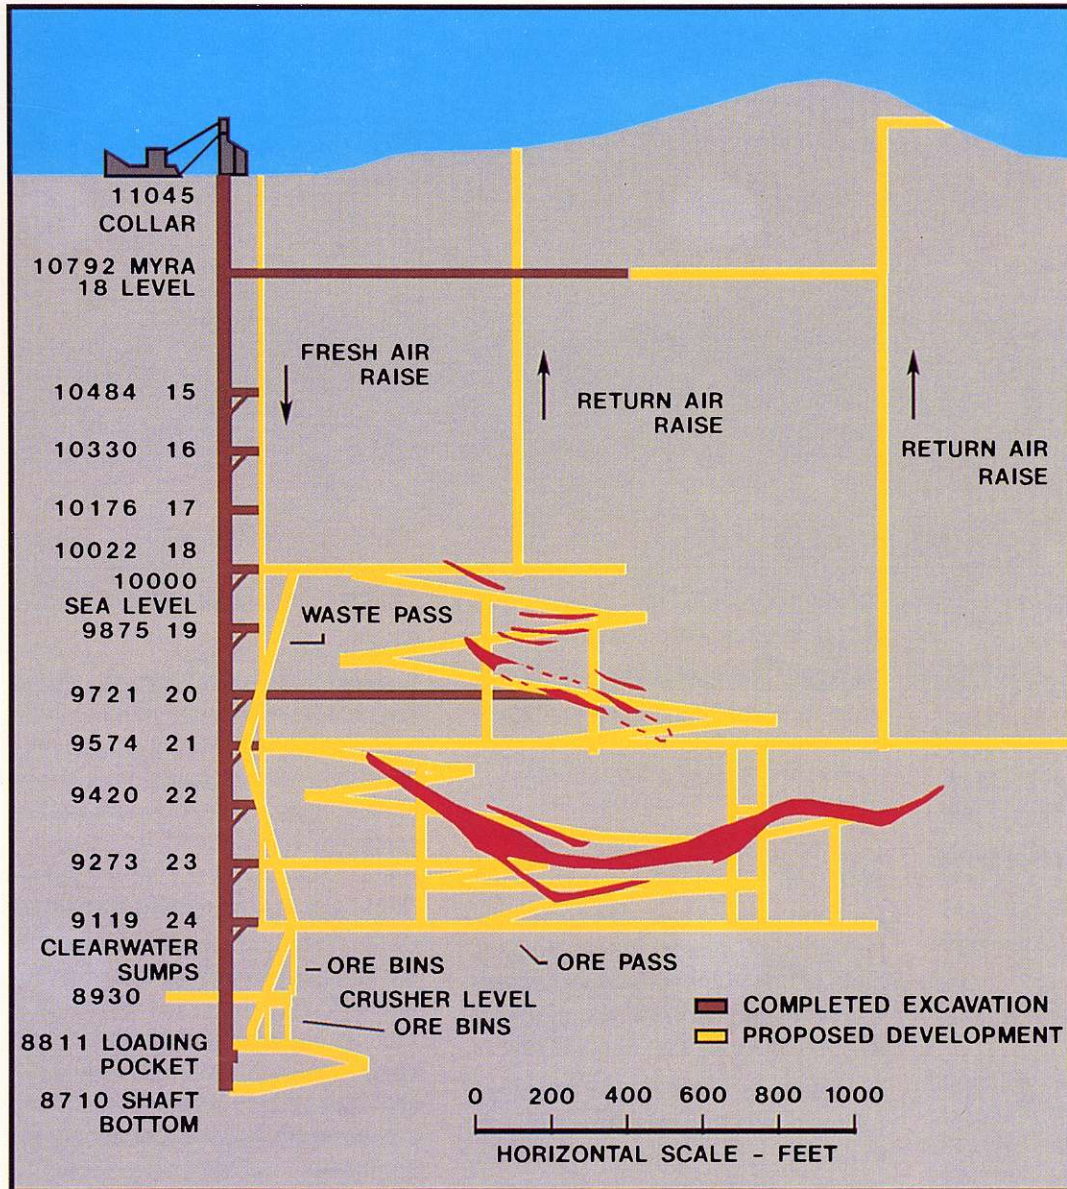 11045
COLLAR
10792 MYRA
18 LEVEL
FRESH AIR
RAISE
RETURN AIR
RAISE
RETURN AIR
RAISE
10484 15
10330 16
10176 17
10022 18
10000
SEA LEVEL
WASTE PASS
9875 19
9721 20
9574 21
9420 22
9273 23
9119 24
CLEARWATER
SUMPS
ORE BINS
ORE PASS
8930
CRUSHER LEVEL
ORE BINS
COMPLETED EXCAVATION
PROPOSED DEVELOPMENT
8811 LOADING
POCKET
8710 SHAFT
BOTTOM
0 200 400 600 800 1000
HORIZONTAL SCALE - FEET